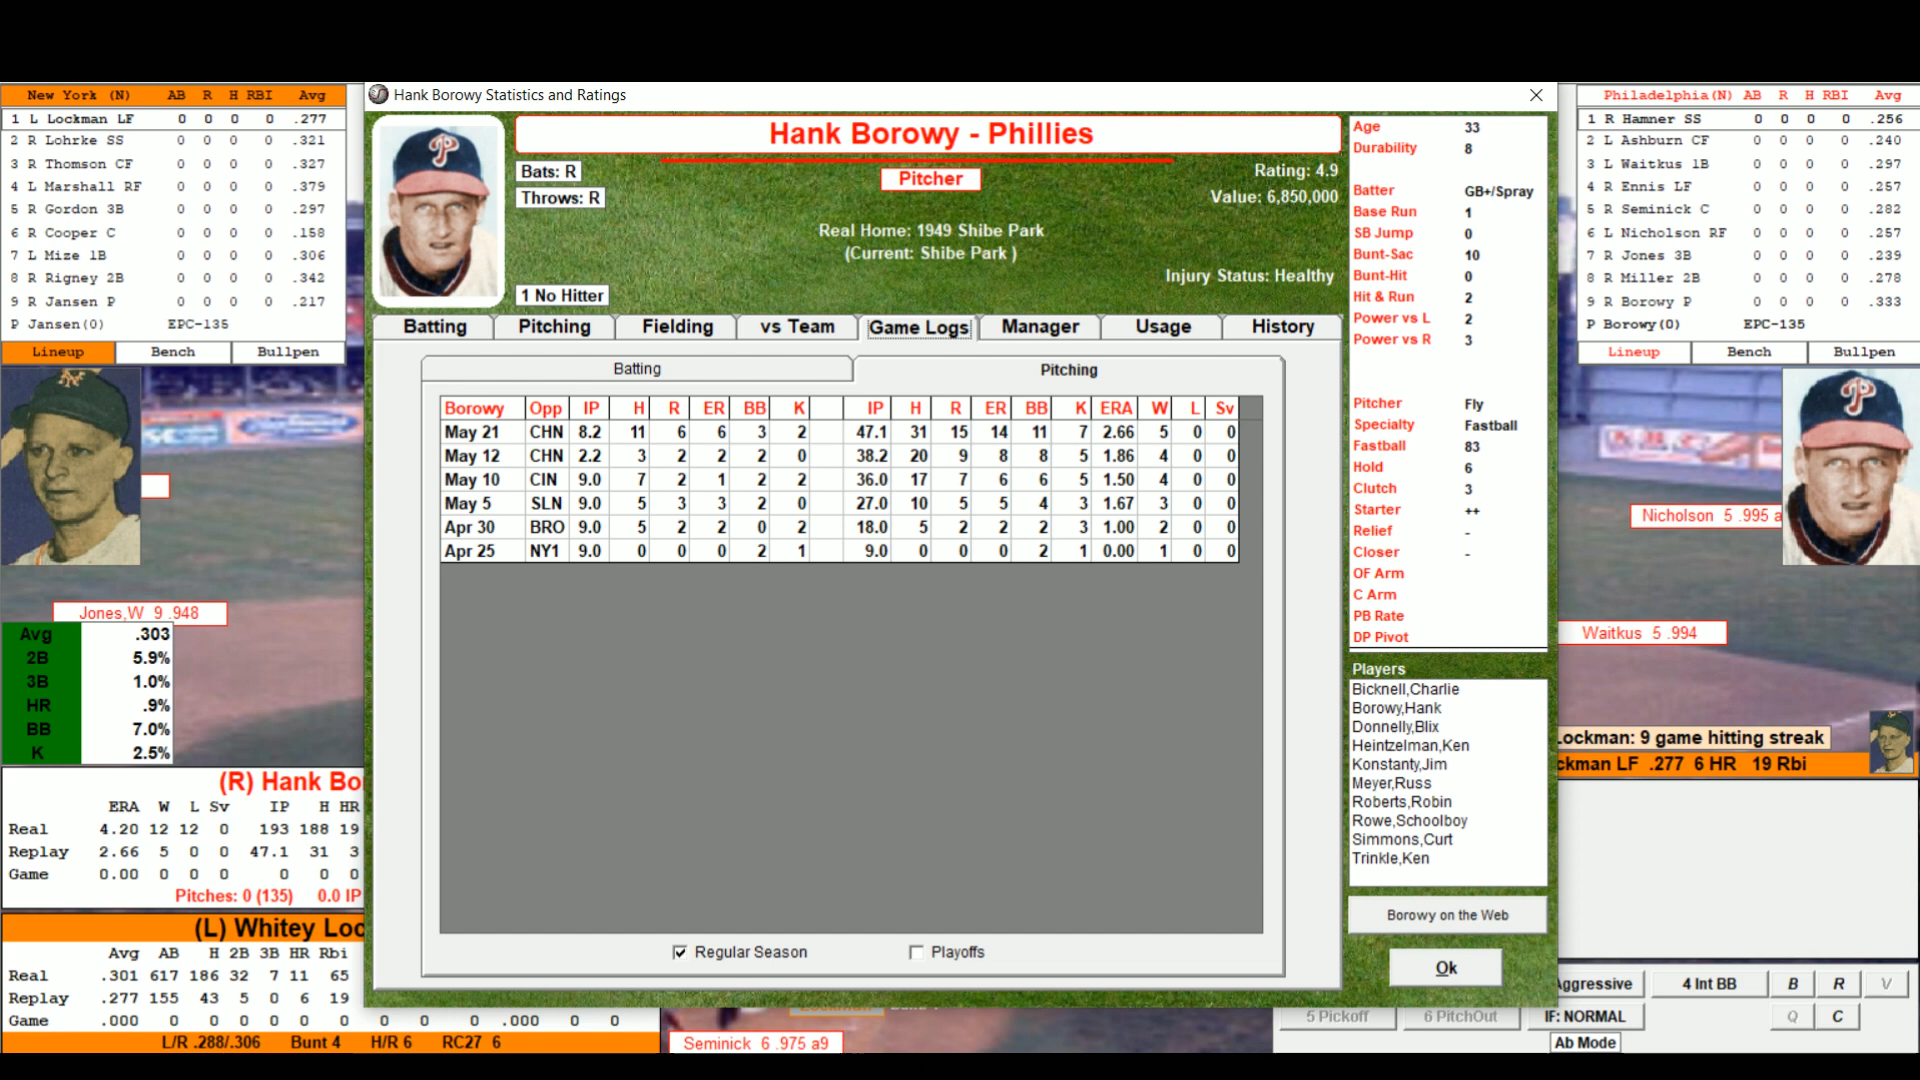 New York (N) AB R H RBI Avg
1 L Lockman LF 0 0 0 0 .277
2 R Lohrke SS 0 0 0 0 .321
3 R Thomson CF 0 0 0 0 .327
4 L Marshall RF 0 0 0 0 .379
5 R Gordon 3B 0 0 0 0 .297
6 R Cooper C 0 0 0 0 .158
7 L Mize 1B 0 0 0 0 .306
8 R Rigney 2B 0 0 0 0 .342
9 R Jansen P 0 0 0 0 .217
P Jansen(0) EPC-135
Lineup Bench Bullpen
Jones,W 9 .948
Avg .303
2B 5.9%
3B 1.0%
HR .9%
BB 7.0%
K 2.5%
(R) Hank Bo
ERA W L Sv IP H HR
Real 4.20 12 12 0 193 188 19
Replay 2.66 5 0 0 47.1 31 3
Game 0.00 0 0 0 0 0 0
Pitches: 0 (135) 0.0 IP
(L) Whitey Loc
Avg AB H 2B 3B HR Rbi
Real .301 617 186 32 7 11 65
Replay .277 155 43 5 0 6 19
Game .000 0 0 0 0 0 0 0 0 0 .000 0 0
L/R .288/.306 Bunt 4 H/R 6 RC27 6
Hank Borowy Statistics and Ratings
Hank Borowy - Phillies
Bats: R
Throws: R
Pitcher
Rating: 4.9
Value: 6,850,000
Real Home: 1949 Shibe Park
(Current: Shibe Park )
Injury Status: Healthy
1 No Hitter
Batting Pitching Fielding vs Team Game Logs Manager Usage History
Batting Pitching
Borowy Opp IP H R ER BB K IP H R ER BB K ERA W L Sv
May 21 CHN 8.2 11 6 6 3 2 47.1 31 15 14 11 7 2.66 5 0 0
May 12 CHN 2.2 3 2 2 2 0 38.2 20 9 8 8 5 1.86 4 0 0
May 10 CIN 9.0 7 2 1 2 2 36.0 17 7 6 6 5 1.50 4 0 0
May 5 SLN 9.0 5 3 3 2 0 27.0 10 5 5 4 3 1.67 3 0 0
Apr 30 BRO 9.0 5 2 2 0 2 18.0 5 2 2 2 3 1.00 2 0 0
Apr 25 NY1 9.0 0 0 0 2 1 9.0 0 0 0 2 1 0.00 1 0 0
Regular Season Playoffs
Age 33
Durability 8
Batter GB+/Spray
Base Run 1
SB Jump 0
Bunt-Sac 10
Bunt-Hit 0
Hit & Run 2
Power vs L 2
Power vs R 3
Pitcher Fly
Specialty Fastball
Fastball 83
Hold 6
Clutch 3
Starter ++
Relief -
Closer -
OF Arm
C Arm
PB Rate
DP Pivot
Players
Bicknell,Charlie
Borowy,Hank
Donnelly,Blix
Heintzelman,Ken
Konstanty,Jim
Meyer,Russ
Roberts,Robin
Rowe,Schoolboy
Simmons,Curt
Trinkle,Ken
Borowy on the Web
Ok
Philadelphia(N) AB R H RBI Avg
1 R Hamner SS 0 0 0 0 .256
2 L Ashburn CF 0 0 0 0 .240
3 L Waitkus 1B 0 0 0 0 .297
4 R Ennis LF 0 0 0 0 .257
5 R Seminick C 0 0 0 0 .282
6 L Nicholson RF 0 0 0 0 .257
7 R Jones 3B 0 0 0 0 .239
8 R Miller 2B 0 0 0 0 .278
9 R Borowy P 0 0 0 0 .333
P Borowy(0) EPC-135
Lineup Bench Bullpen
Nicholson 5 .995 a
Waitkus 5 .994
Lockman: 9 game hitting streak
ckman LF .277 6 HR 19 Rbi
Aggressive 4 Int BB B R V
5 Pickoff 6 PitchOut IF: NORMAL Q C
Ab Mode
Seminick 6 .975 a9